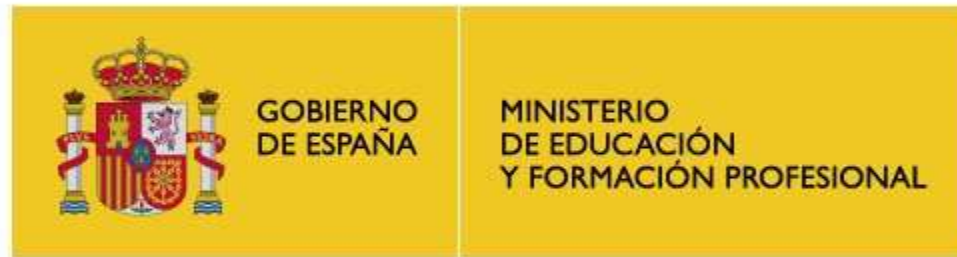 GOBIERNO
DE ESPAÑA
MINISTERIO
DE EDUCACIÓN
Y FORMACIÓN PROFESIONAL